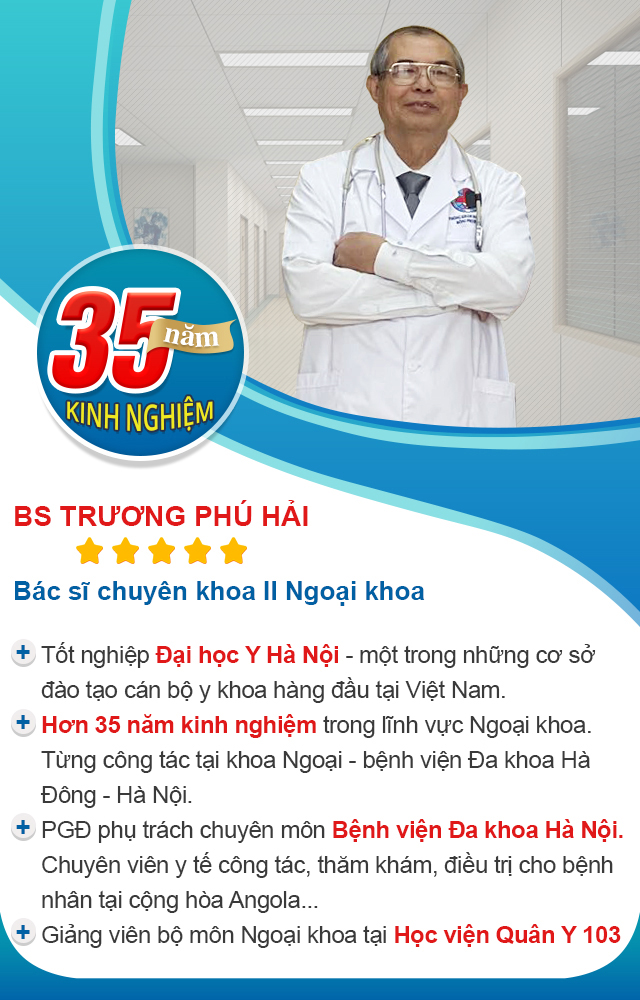 35
năm
KINH NGHIỆM
BS TRƯƠNG PHÚ HẢI
Bác sĩ chuyên khoa II Ngoại khoa
Tốt nghiệp Đại học Y Hà Nội - một trong những cơ sở
đào tạo cán bộ y khoa hàng đầu tại Việt Nam.
Hơn 35 năm kinh nghiệm trong lĩnh vực Ngoại khoa.
Từng công tác tại khoa Ngoại - bệnh viện Đa khoa Hà
Đông - Hà Nội.
PGĐ phụ trách chuyên môn Bệnh viện Đa khoa Hà Nội.
Chuyên viên y tế công tác, thăm khám, điều trị cho bệnh
nhân tại cộng hòa Angola...
Giảng viên bộ môn Ngoại khoa tại Học viện Quân Y 103